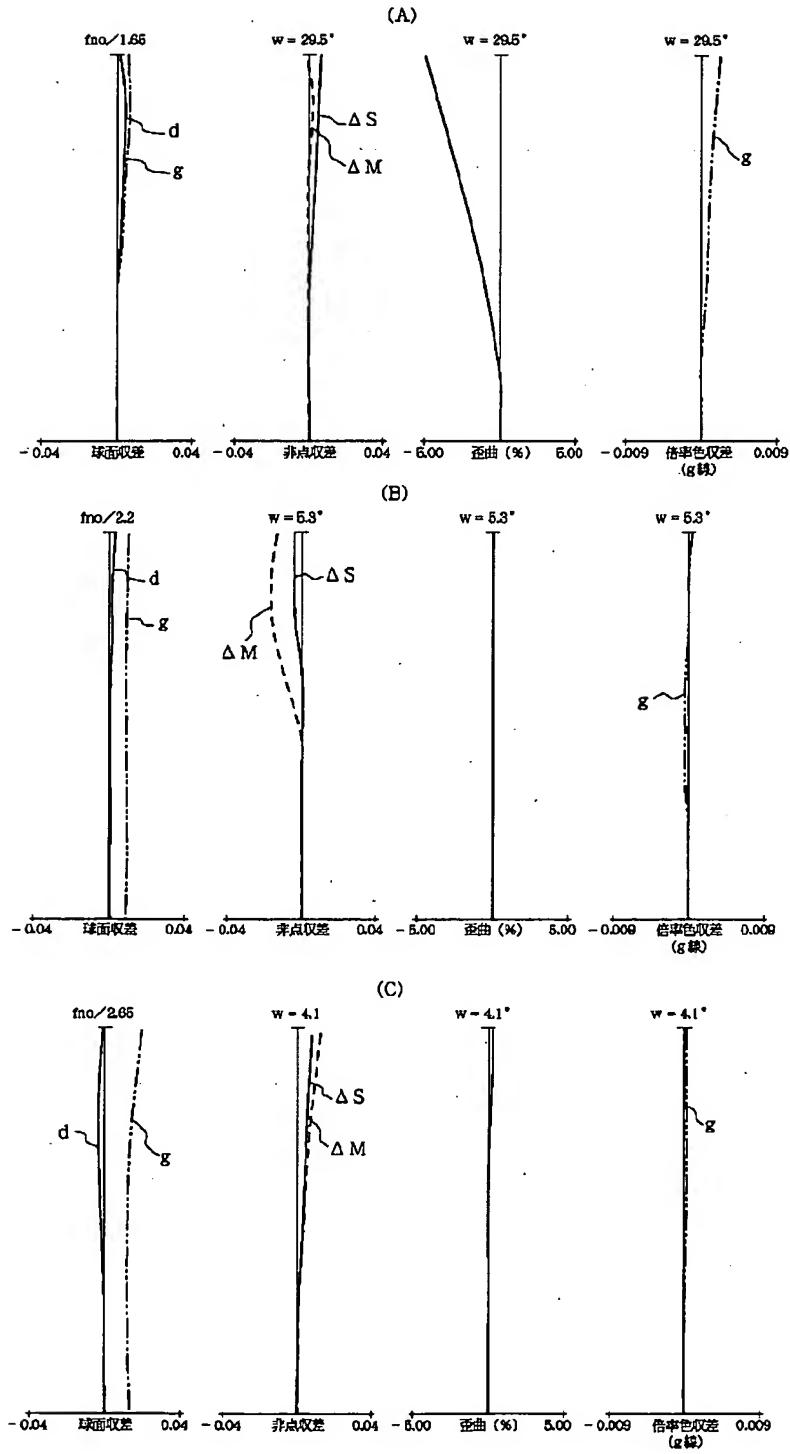 (A)
fno/1.65
w = 29.5°
w = 29.5°
w = 29.5°
d
g
ΔS
ΔM
g
-0.04 球面収差 0.04
-0.04 非点収差 0.04
-5.00 歪曲 (%) 5.00
-0.009 倍率色収差 0.009
(g線)
(B)
fno/2.2
w = 5.3°
w = 5.3°
w = 5.3°
d
g
ΔS
ΔM
g
-0.04 球面収差 0.04
-0.04 非点収差 0.04
-5.00 歪曲 (%) 5.00
-0.009 倍率色収差 0.009
(g線)
(C)
fno/2.65
w = 4.1
w = 4.1°
w = 4.1°
d
g
ΔS
ΔM
g
-0.04 球面収差 0.04
-0.04 非点収差 0.04
-5.00 歪曲 (%) 5.00
-0.009 倍率色収差 0.009
(g線)